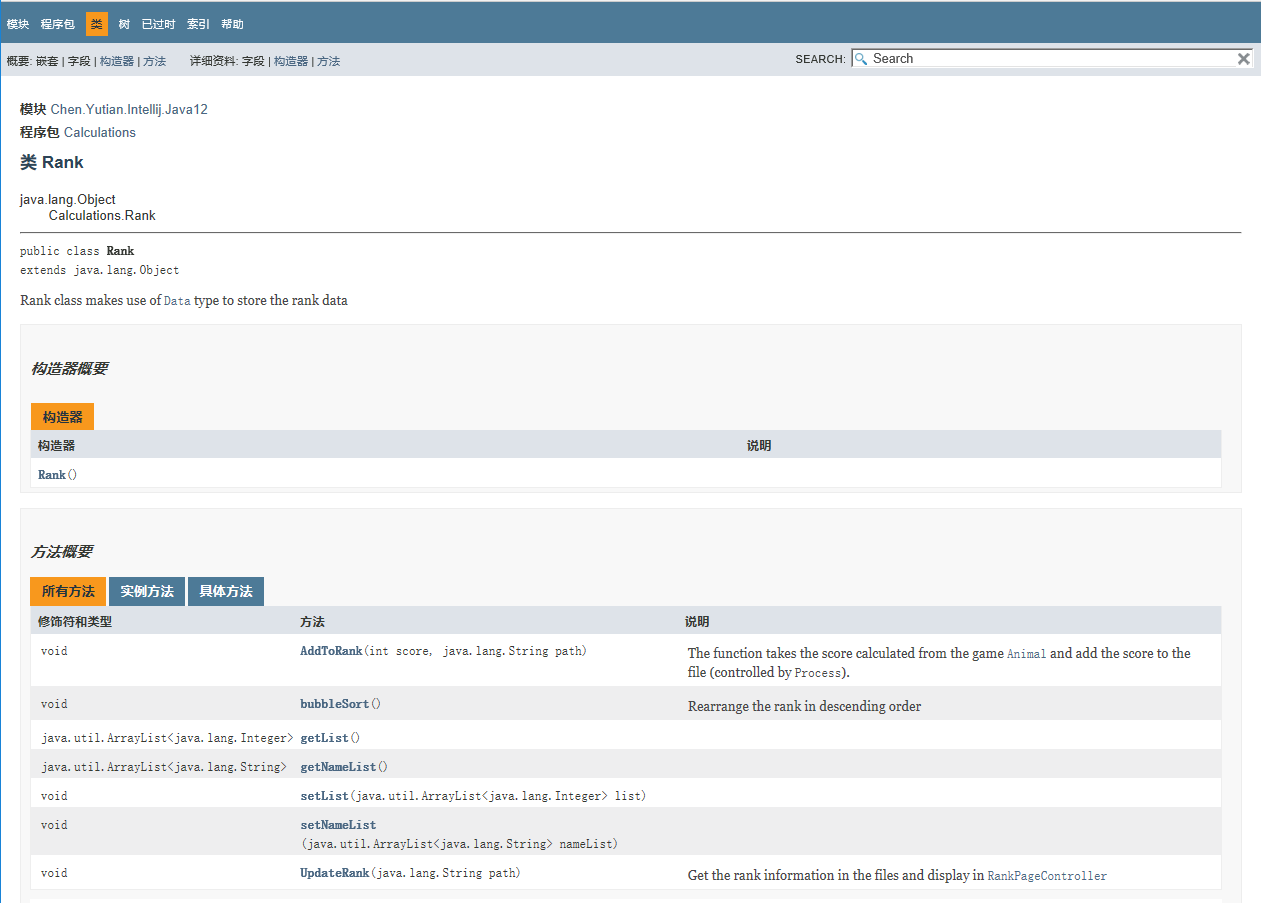 模块 程序包 类 树 已过时 索引 帮助
概要: 嵌套 | 字段 | 构造器 | 方法 详细资料: 字段 | 构造器 | 方法 SEARCH: Search
模块 Chen.Yutian.Intellij.Java12
程序包 Calculations
类 Rank
java.lang.Object
Calculations.Rank
public class Rank
extends java.lang.Object
Rank class makes use of Data type to store the rank data
构造器概要
构造器
构造器 说明
Rank()
方法概要
所有方法 实例方法 具体方法
修饰符和类型 方法 说明
void AddToRank(int score, java.lang.String path) The function takes the score calculated from the game Animal and add the score to the
file (controlled by Process).
void bubbleSort() Rearrange the rank in descending order
java.util.ArrayList<java.lang.Integer> getList()
java.util.ArrayList<java.lang.String> getNameList()
void setList(java.util.ArrayList<java.lang.Integer> list)
void setNameList
(java.util.ArrayList<java.lang.String> nameList)
void UpdateRank(java.lang.String path) Get the rank information in the files and display in RankPageController